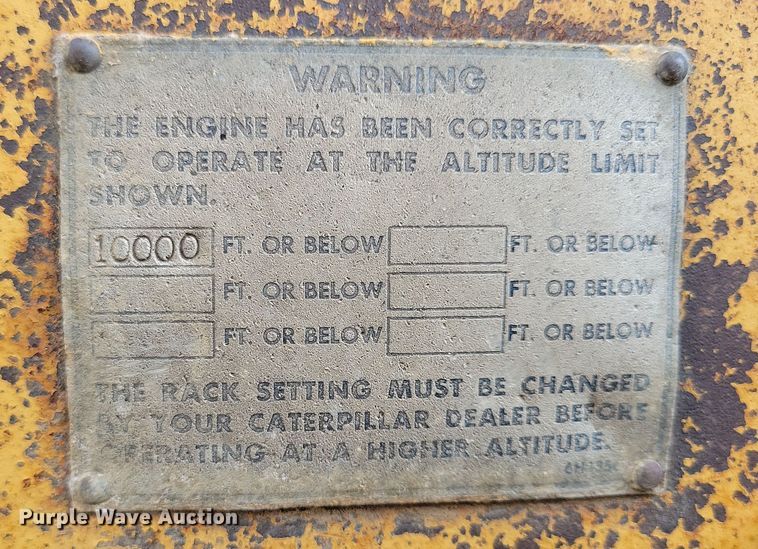 WARNING
THE ENGINE HAS BEEN CORRECTLY SET
TO OPERATE AT THE ALTITUDE LIMIT
SHOWN.
10000 FT. OR BELOW FT. OR BELOW
FT. OR BELOW FT. OR BELOW
FT. OR BELOW FT. OR BELOW
THE RACK SETTING MUST BE CHANGED
BY YOUR CATERPILLAR DEALER BEFORE
OPERATING AT A HIGHER ALTITUDE.
Purple Wave Auction